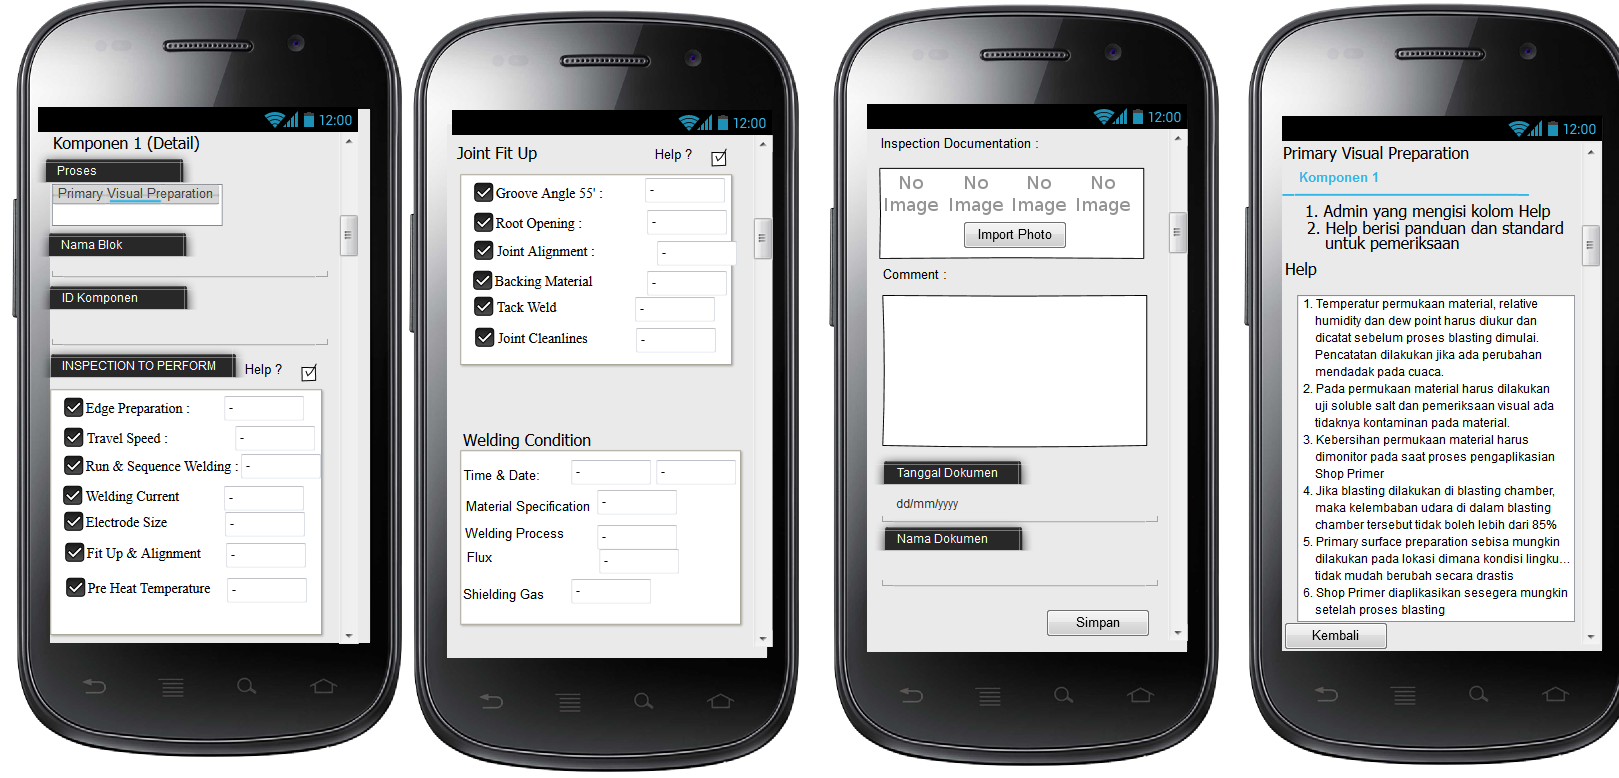 12:00
Komponen 1 (Detail)
Proses
Primary Visual Preparation
Nama Blok
ID Komponen
INSPECTION TO PERFORM
Help ?
Edge Preparation : -
Travel Speed : -
Run & Sequence Welding : -
Welding Current -
Electrode Size -
Fit Up & Alignment -
Pre Heat Temperature -
12:00
Joint Fit Up
Help ?
Groove Angle 55' : -
Root Opening : -
Joint Alignment : -
Backing Material -
Tack Weld -
Joint Cleanlines -
Welding Condition
Time & Date: - -
Material Specification -
Welding Process -
Flux -
Shielding Gas -
12:00
Inspection Documentation :
No No No No
Image Image Image Image
Import Photo
Comment :
Tanggal Dokumen
dd/mm/yyyy
Nama Dokumen
Simpan
12:00
Primary Visual Preparation
Komponen 1
1. Admin yang mengisi kolom Help
2. Help berisi panduan dan standard
untuk pemeriksaan
Help
1. Temperatur permukaan material, relative
humidity dan dew point harus diukur dan
dicatat sebelum proses blasting dimulai.
Pencatatan dilakukan jika ada perubahan
mendadak pada cuaca.
2. Pada permukaan material harus dilakukan
uji soluble salt dan pemeriksaan visual ada
tidaknya kontaminan pada material.
3. Kebersihan permukaan material harus
dimonitor pada saat proses pengaplikasian
Shop Primer
4. Jika blasting dilakukan di blasting chamber,
maka kelembaban udara di dalam blasting
chamber tersebut tidak boleh lebih dari 85%
5. Primary surface preparation sebisa mungkin
dilakukan pada lokasi dimana kondisi lingku...
tidak mudah berubah secara drastis
6. Shop Primer diaplikasikan sesegera mungkin
setelah proses blasting
Kembali